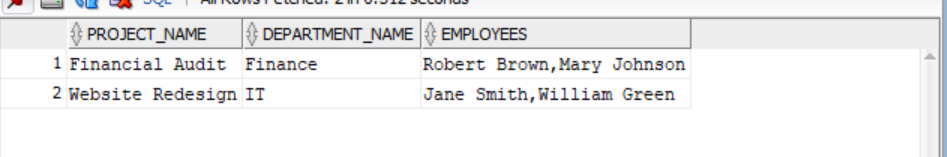 SQL | All Rows Fetched: 2 in 0.312 seconds
PROJECT_NAME DEPARTMENT_NAME EMPLOYEES
1 Financial Audit Finance Robert Brown,Mary Johnson
2 Website Redesign IT Jane Smith,William Green